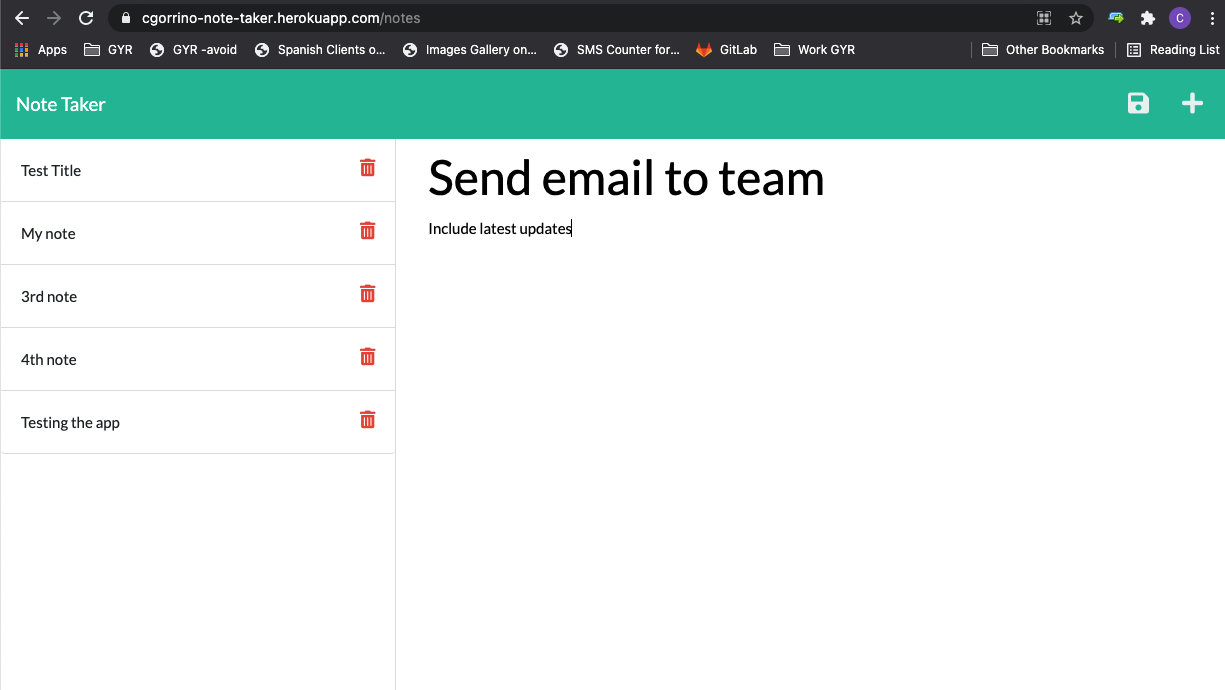 cgorrino-note-taker.herokuapp.com/notes
C
Apps GYR GYR -avoid Spanish Clients o... Images Gallery on... SMS Counter for... GitLab Work GYR Other Bookmarks Reading List
Note Taker
Test Title
My note
3rd note
4th note
Testing the app
Send email to team
Include latest updates